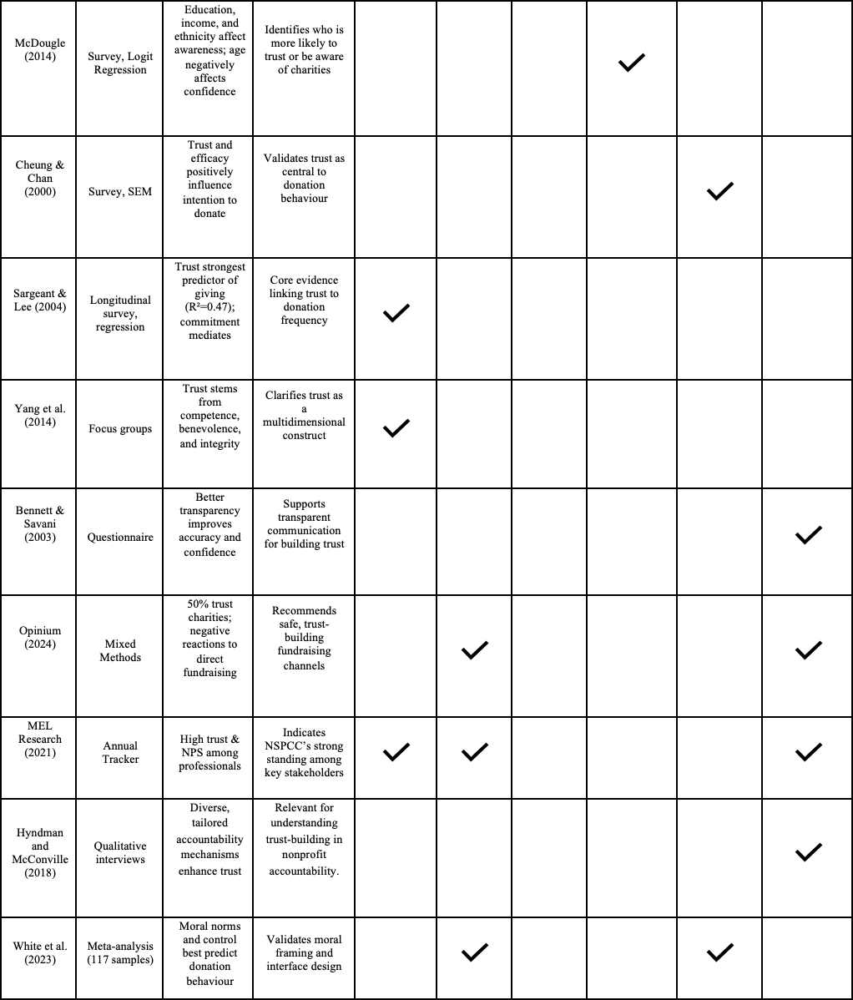 McDougle
(2014)
Survey, Logit
Regression
Education,
income, and
ethnicity affect
awareness; age
negatively
affects
confidence
Identifies who is
more likely to
trust or be aware
of charities
Cheung &
Chan
(2000)
Survey, SEM
Trust and
efficacy
positively
influence
intention to
donate
Validates trust as
central to
donation
behaviour
Sargeant &
Lee (2004)
Longitudinal
survey,
regression
Trust strongest
predictor of
giving
(R²=0.47);
commitment
mediates
Core evidence
linking trust to
donation
frequency
Yang et al.
(2014)
Focus groups
Trust stems
from
competence,
benevolence,
and integrity
Clarifies trust as
a
multidimensional
construct
Bennett &
Savani
(2003)
Questionnaire
Better
transparency
improves
accuracy and
confidence
Supports
transparent
communication
for building trust
Opinium
(2024)
Mixed
Methods
50% trust
charities;
negative
reactions to
direct
fundraising
Recommends
safe, trust-
building
fundraising
channels
MEL
Research
(2021)
Annual
Tracker
High trust &
NPS among
professionals
Indicates
NSPCC’s strong
standing among
key stakeholders
Hyndman
and
McConville
(2018)
Qualitative
interviews
Diverse,
tailored
accountability
mechanisms
enhance trust
Relevant for
understanding
trust-building in
nonprofit
accountability.
White et al.
(2023)
Meta-analysis
(117 samples)
Moral norms
and control
best predict
donation
behaviour
Validates moral
framing and
interface design